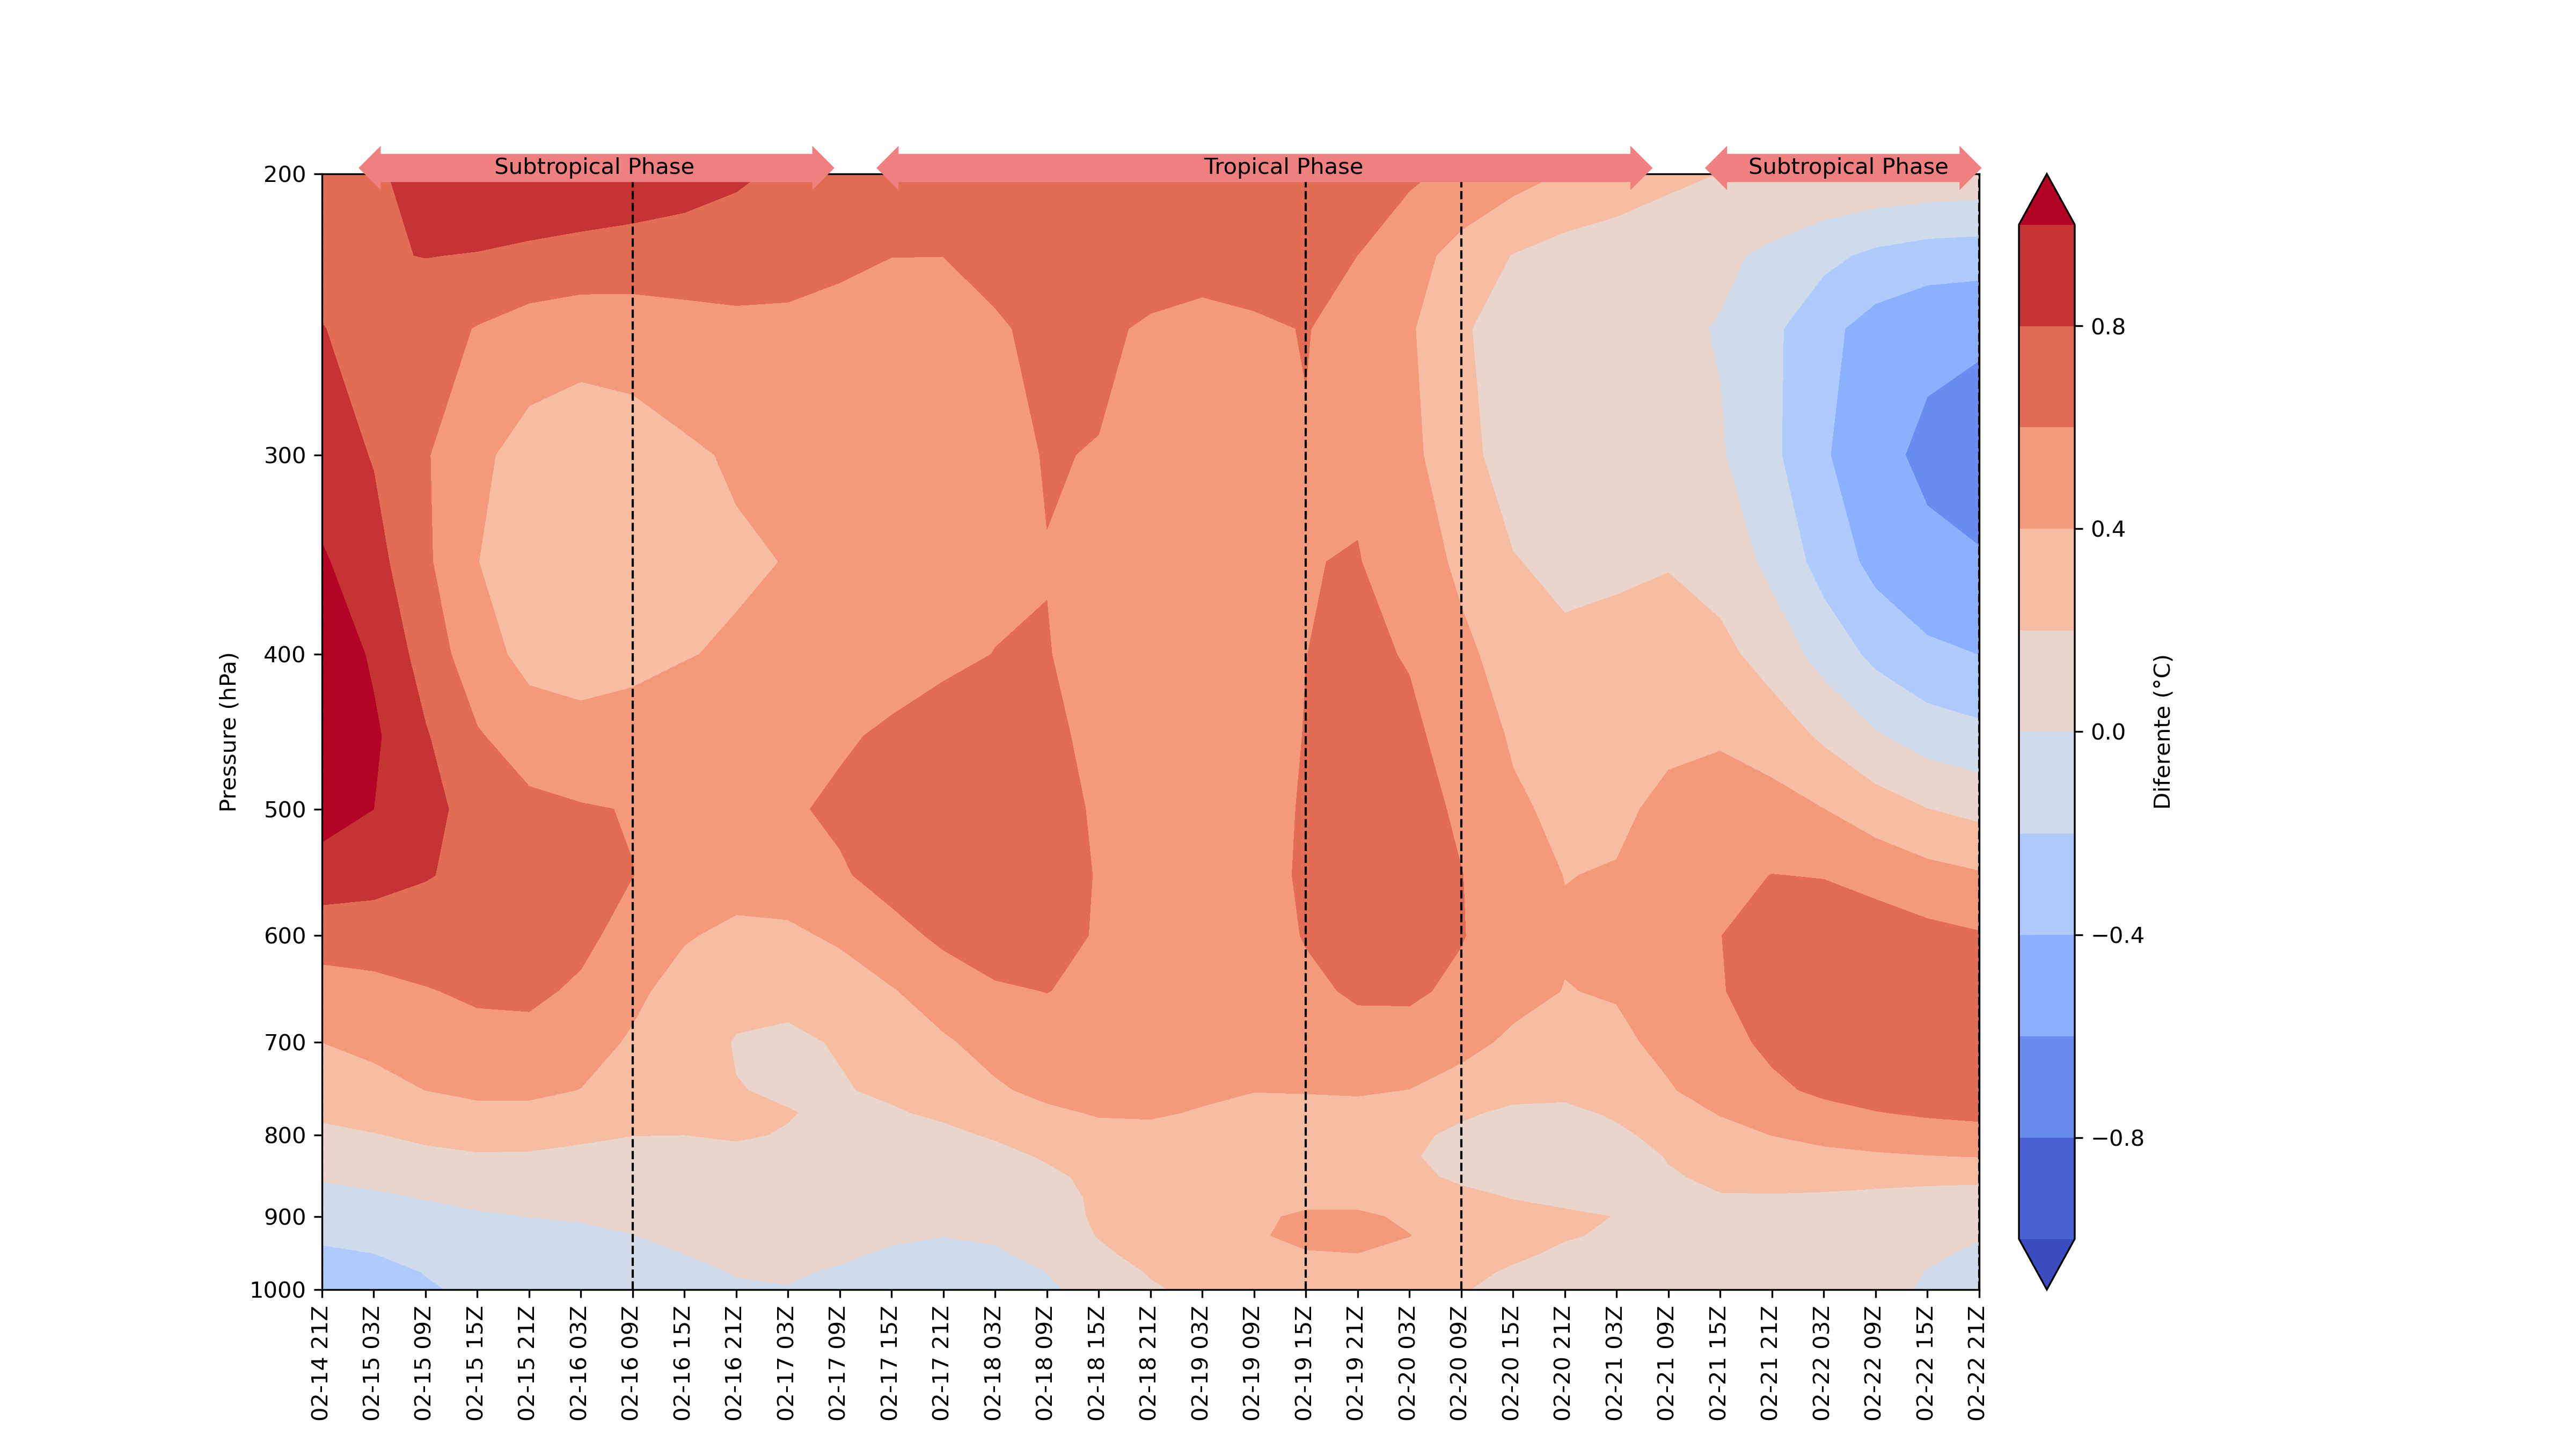 Subtropical Phase
Tropical Phase
Subtropical Phase
200
300
400
500
600
700
800
900
1000
Pressure (hPa)
02-14 21Z
02-15 03Z
02-15 09Z
02-15 15Z
02-15 21Z
02-16 03Z
02-16 09Z
02-16 15Z
02-16 21Z
02-17 03Z
02-17 09Z
02-17 15Z
02-17 21Z
02-18 03Z
02-18 09Z
02-18 15Z
02-18 21Z
02-19 03Z
02-19 09Z
02-19 15Z
02-19 21Z
02-20 03Z
02-20 09Z
02-20 15Z
02-20 21Z
02-21 03Z
02-21 09Z
02-21 15Z
02-21 21Z
02-22 03Z
02-22 09Z
02-22 15Z
02-22 21Z
0.8
0.4
0.0
−0.4
−0.8
Diferente (°C)